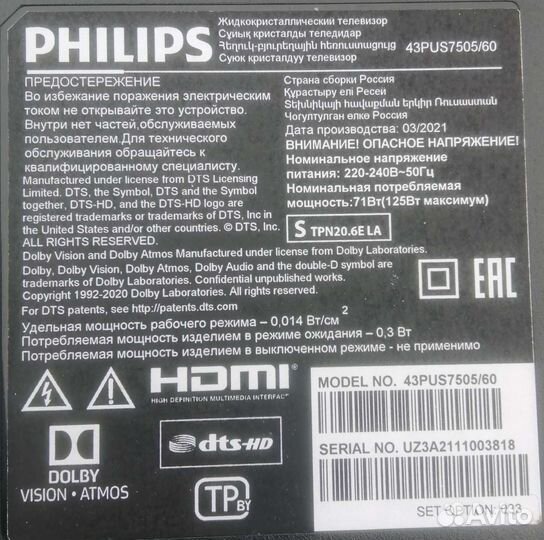 PHILIPS
Жидкокристаллический телевизор
Сұйық кристалды теледидар
Հեղուկ-բյուրեղային հեռուստացույց
Суюк кристалдуу телевизор
43PUS7505/60
ПРЕДОСТЕРЕЖЕНИЕ
Во избежание поражения электрическим
током не открывайте это устройство.
Внутри нет частей,обслуживаемых
пользователем.Для технического
обслуживания обращайтесь к
квалифицированному специалисту.
Manufactured under license from DTS Licensing
Limited. DTS, the Symbol, DTS and the Symbol
together, DTS-HD, and the DTS-HD logo are
registered trademarks or trademarks of DTS, Inc in
the United States and/or other countries. © DTS, Inc
ALL RIGHTS RESERVED.
Страна сборки Россия
Құрастыру елі Ресей
Տեխնիկայի հավաքման երկիր Ռուսաստան
Чогултулган өлкө Россия
Дата производства: 03/2021
ВНИМАНИЕ! ОПАСНОЕ НАПРЯЖЕНИЕ!
Номинальное напряжение
питания: 220-240В~50Гц
Номинальная потребляемая
мощность:71Вт(125Вт максимум)
S TPN20.6E LA
Dolby Vision and Dolby Atmos Manufactured under license from Dolby Laboratories.
Dolby, Dolby Vision, Dolby Atmos, Dolby Audio and the double-D symbol are
trademarks of Dolby Laboratories. Confidential unpublished works.
Copyright 1992-2020 Dolby Laboratories. All rights reserved.
For DTS patents, see http://patents.dts.com
EAC
Удельная мощность рабочего режима – 0,014 Вт/см2
Потребляемая мощность изделием в режиме ожидания – 0,3 Вт
Потребляемая мощность изделием в выключенном режиме - не применимо
HDMI
HIGH DEFINITION MULTIMEDIA INTERFACE
MODEL NO. 43PUS7505/60
DOLBY
VISION · ATMOS
dts-HD
SERIAL NO. UZ3A2111003818
TP BY
SET OPTION: 233
Avito